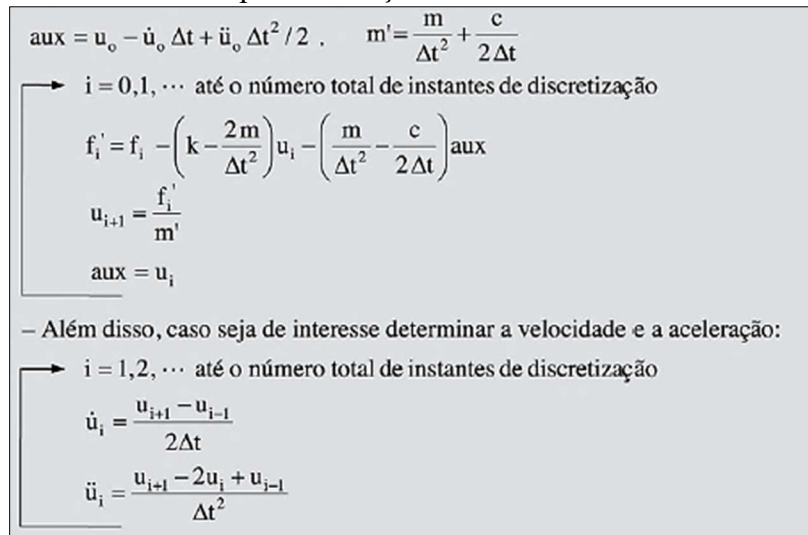 aux = u₀ − u̇₀ Δt + ü₀ Δt² / 2 . m' = m/Δt² + c/2Δt
i = 0,1, ··· até o número total de instantes de discretização
fᵢ' = fᵢ − (k − 2m/Δt²) uᵢ − (m/Δt² − c/2Δt) aux
uᵢ₊₁ = fᵢ'/m'
aux = uᵢ
– Além disso, caso seja de interesse determinar a velocidade e a aceleração:
i = 1,2, ··· até o número total de instantes de discretização
u̇ᵢ = (uᵢ₊₁ − uᵢ₋₁)/2Δt
üᵢ = (uᵢ₊₁ − 2uᵢ + uᵢ₋₁)/Δt²